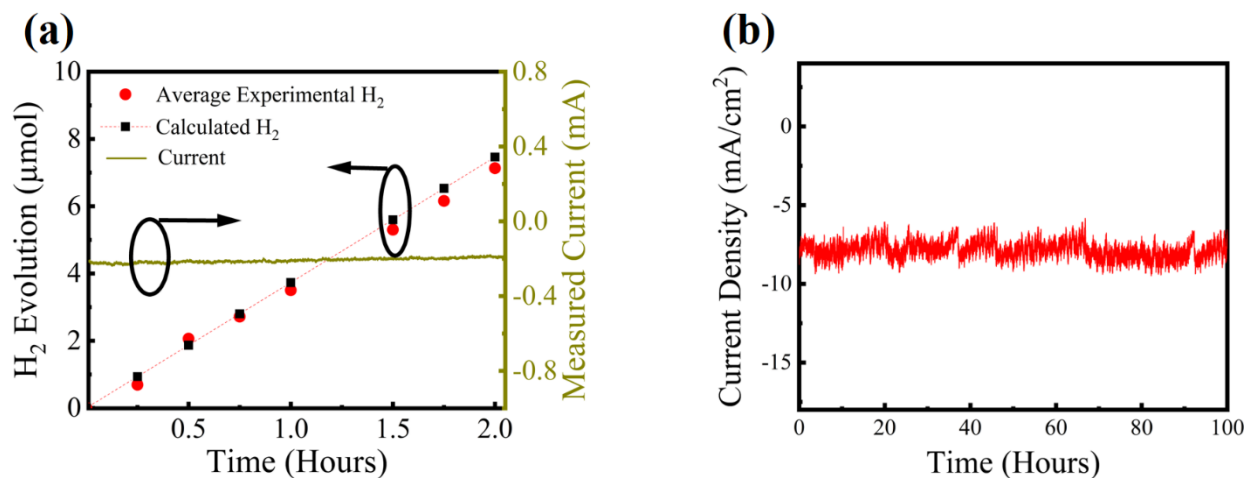 (a)
H₂ Evolution (μmol)
10
8
6
4
2
0
Average Experimental H₂
Calculated H₂
Current
0.8
0.4
0.0
-0.4
-0.8
Measured Current (mA)
0.5 1.0 1.5 2.0
Time (Hours)
(b)
Current Density (mA/cm²)
0
-5
-10
-15
0 20 40 60 80 100
Time (Hours)